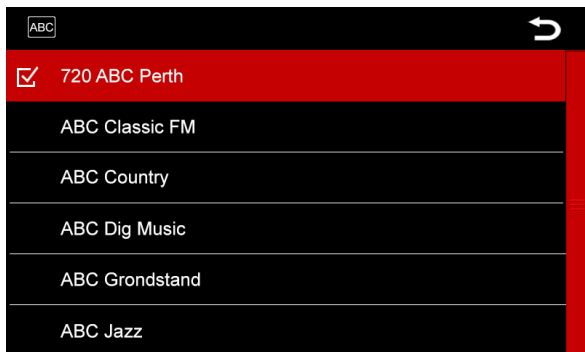 ABC
720 ABC Perth
ABC Classic FM
ABC Country
ABC Dig Music
ABC Grondstand
ABC Jazz